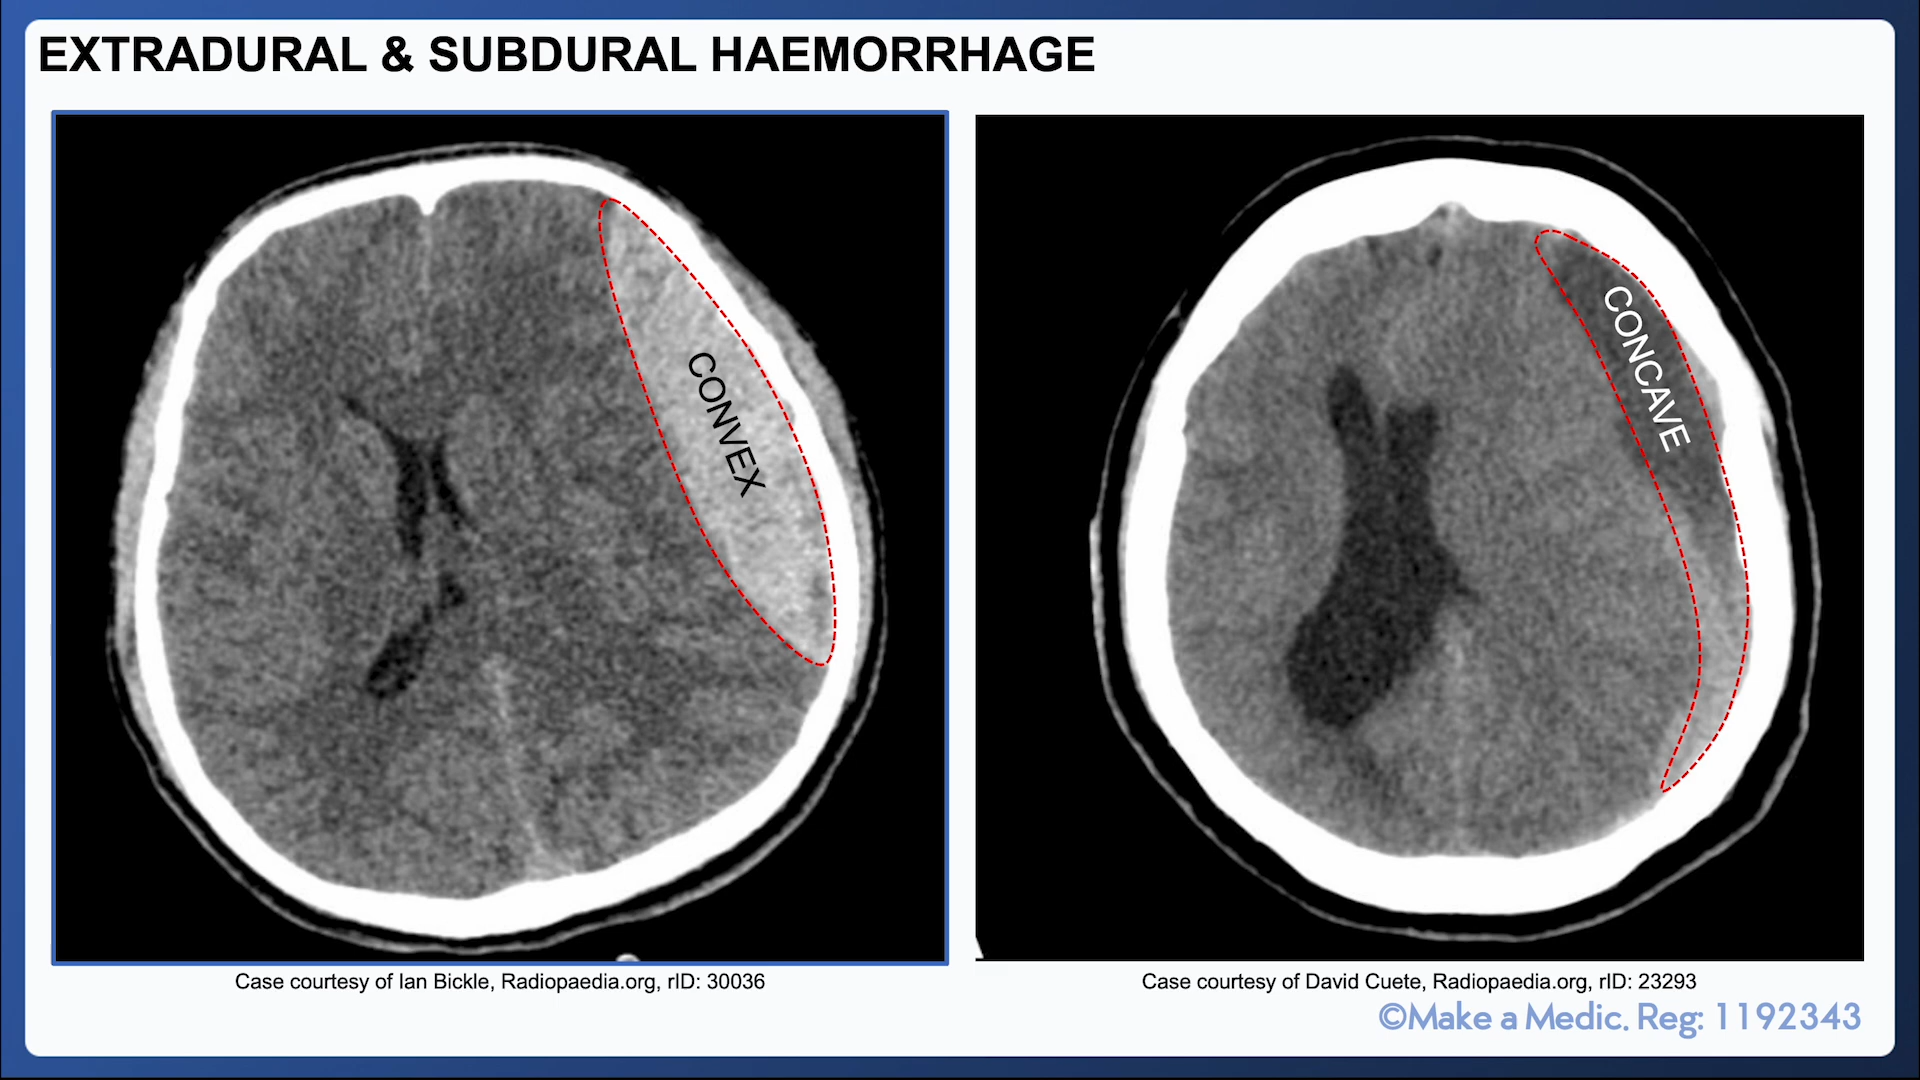 EXTRADURAL & SUBDURAL HAEMORRHAGE
CONVEX
CONCAVE
Case courtesy of Ian Bickle, Radiopaedia.org, rID: 30036
Case courtesy of David Cuete, Radiopaedia.org, rID: 23293
©Make a Medic. Reg: 1192343